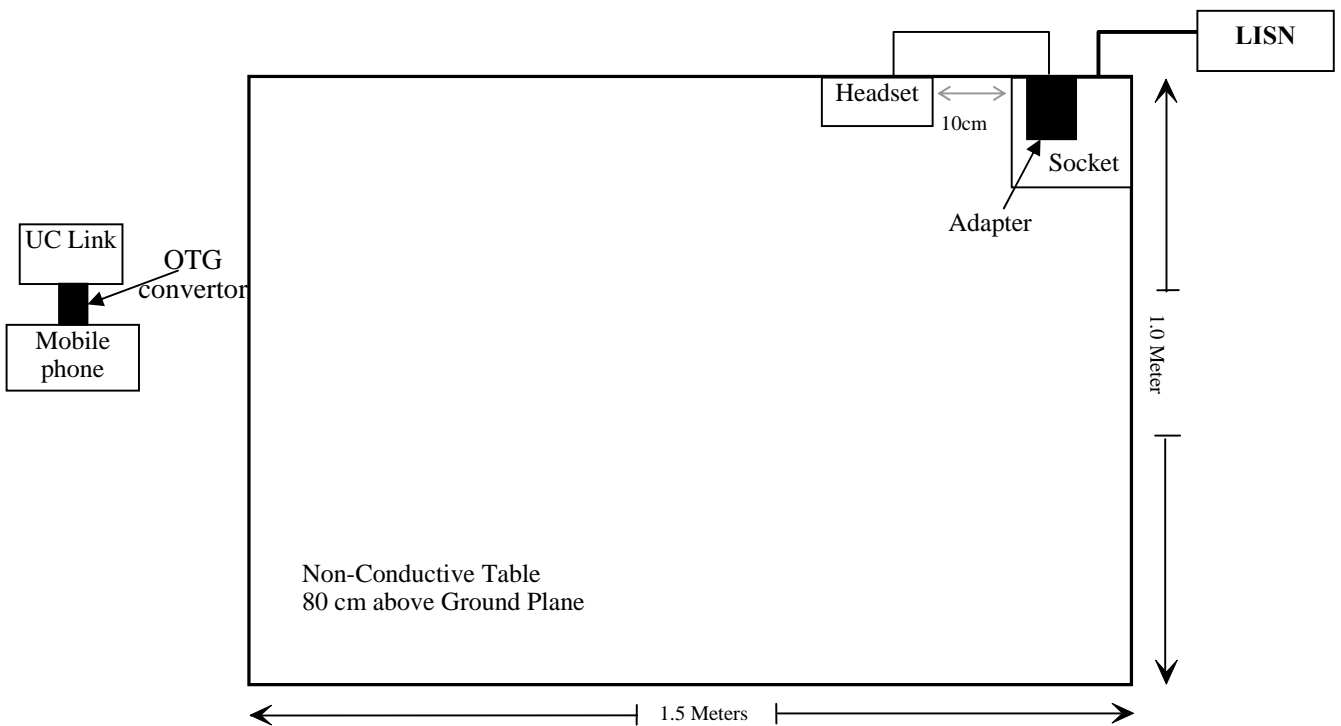 LISN
Headset
10cm
Socket
Adapter
UC Link
OTG
convertor
Mobile
phone
1.0 Meter
Non-Conductive Table
80 cm above Ground Plane
1.5 Meters